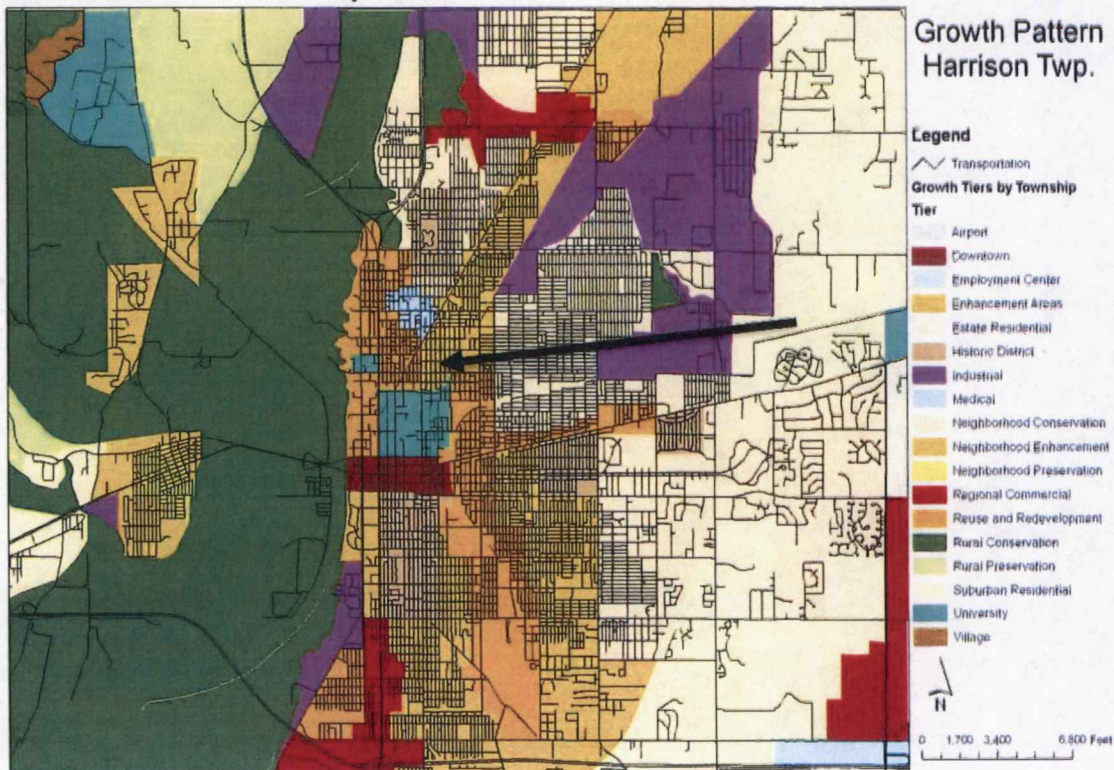 Growth Pattern
Harrison Twp.
Legend
Transportation
Growth Tiers by Township
Tier
Airport
Downtown
Employment Center
Enhancement Areas
Estate Residential
Historic District
Industrial
Medical
Neighborhood Conservation
Neighborhood Enhancement
Neighborhood Preservation
Regional Commercial
Reuse and Redevelopment
Rural Conservation
Rural Preservation
Suburban Residential
University
Village
N
0 1,700 3,400 6,800 Feet